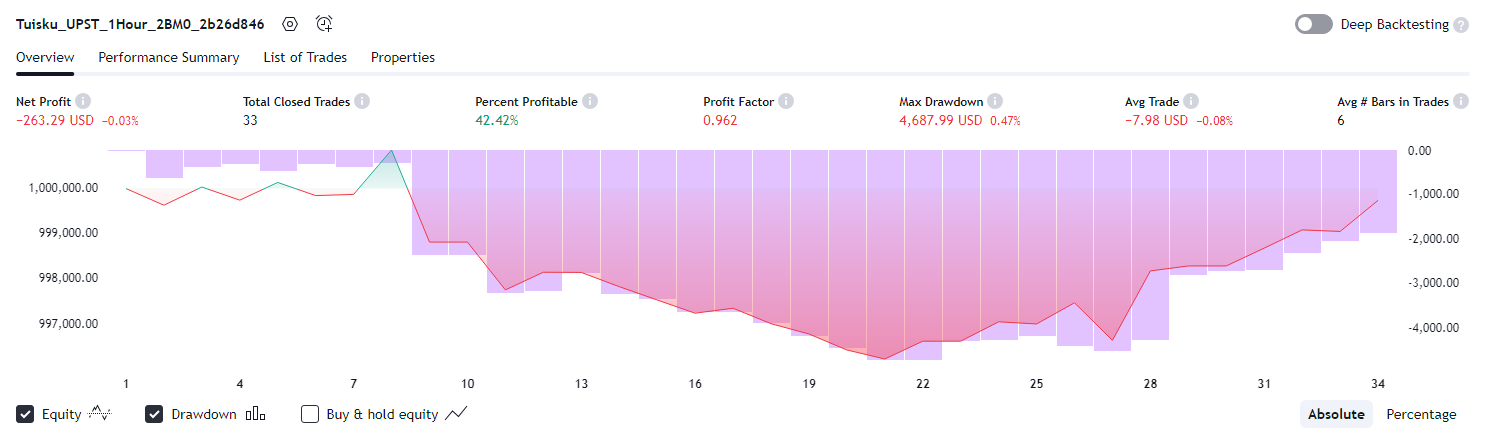 Tuisku_UPST_1Hour_2BM0_2b26d846 Deep Backtesting ?
Overview Performance Summary List of Trades Properties
Net Profit Total Closed Trades Percent Profitable Profit Factor Max Drawdown Avg Trade Avg # Bars in Trades
−263.29 USD −0.03% 33 42.42% 0.962 4,687.99 USD 0.47% −7.98 USD −0.08% 6
0.00
1,000,000.00 -1,000.00
999,000.00 -2,000.00
998,000.00 -3,000.00
997,000.00 -4,000.00
1 4 7 10 13 16 19 22 25 28 31 34
Equity Drawdown Buy & hold equity Absolute Percentage